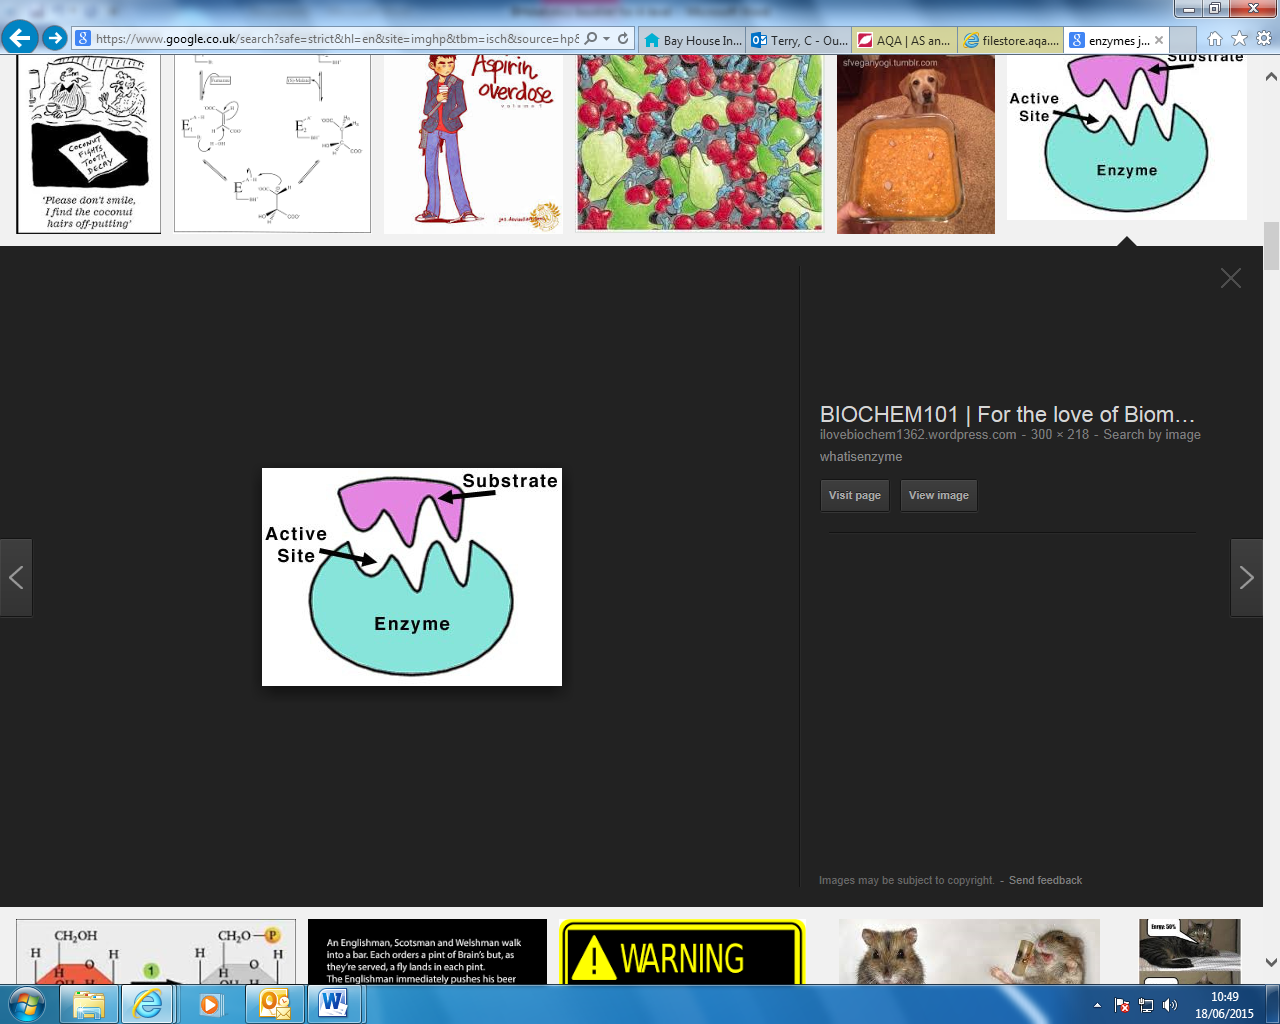 https://www.google.co.uk/search?safe=strict&hl=en&site=imghp&tbm=isch&source=hp&
Bay House In...
Terry, C - Ou...
AQA | AS an...
filestore.aqa....
enzymes j...
COCONUT
FIGHTS
TOOTH
DECAY
'Please don't smile,
I find the coconut
hairs off-putting'
Aspirin
overdose
volume 1
sfveganyogi.tumblr.com
Substrate
Active
Site
Enzyme
BIOCHEM101 | For the love of Biom...
ilovebiochem1362.wordpress.com - 300 × 218 - Search by image
whatisenzyme
Visit page
View image
Substrate
Active
Site
Enzyme
Images may be subject to copyright. - Send feedback
CH₂OH
CH₂O—P
H
O
H
H
O
H
H
1
H
An Englishman, Scotsman and Welshman walk
into a bar. Each orders a pint of Brain's but, as
they're served, a fly lands in each pint.
The Englishman immediately pushes his beer
WARNING
10:49
18/06/2015